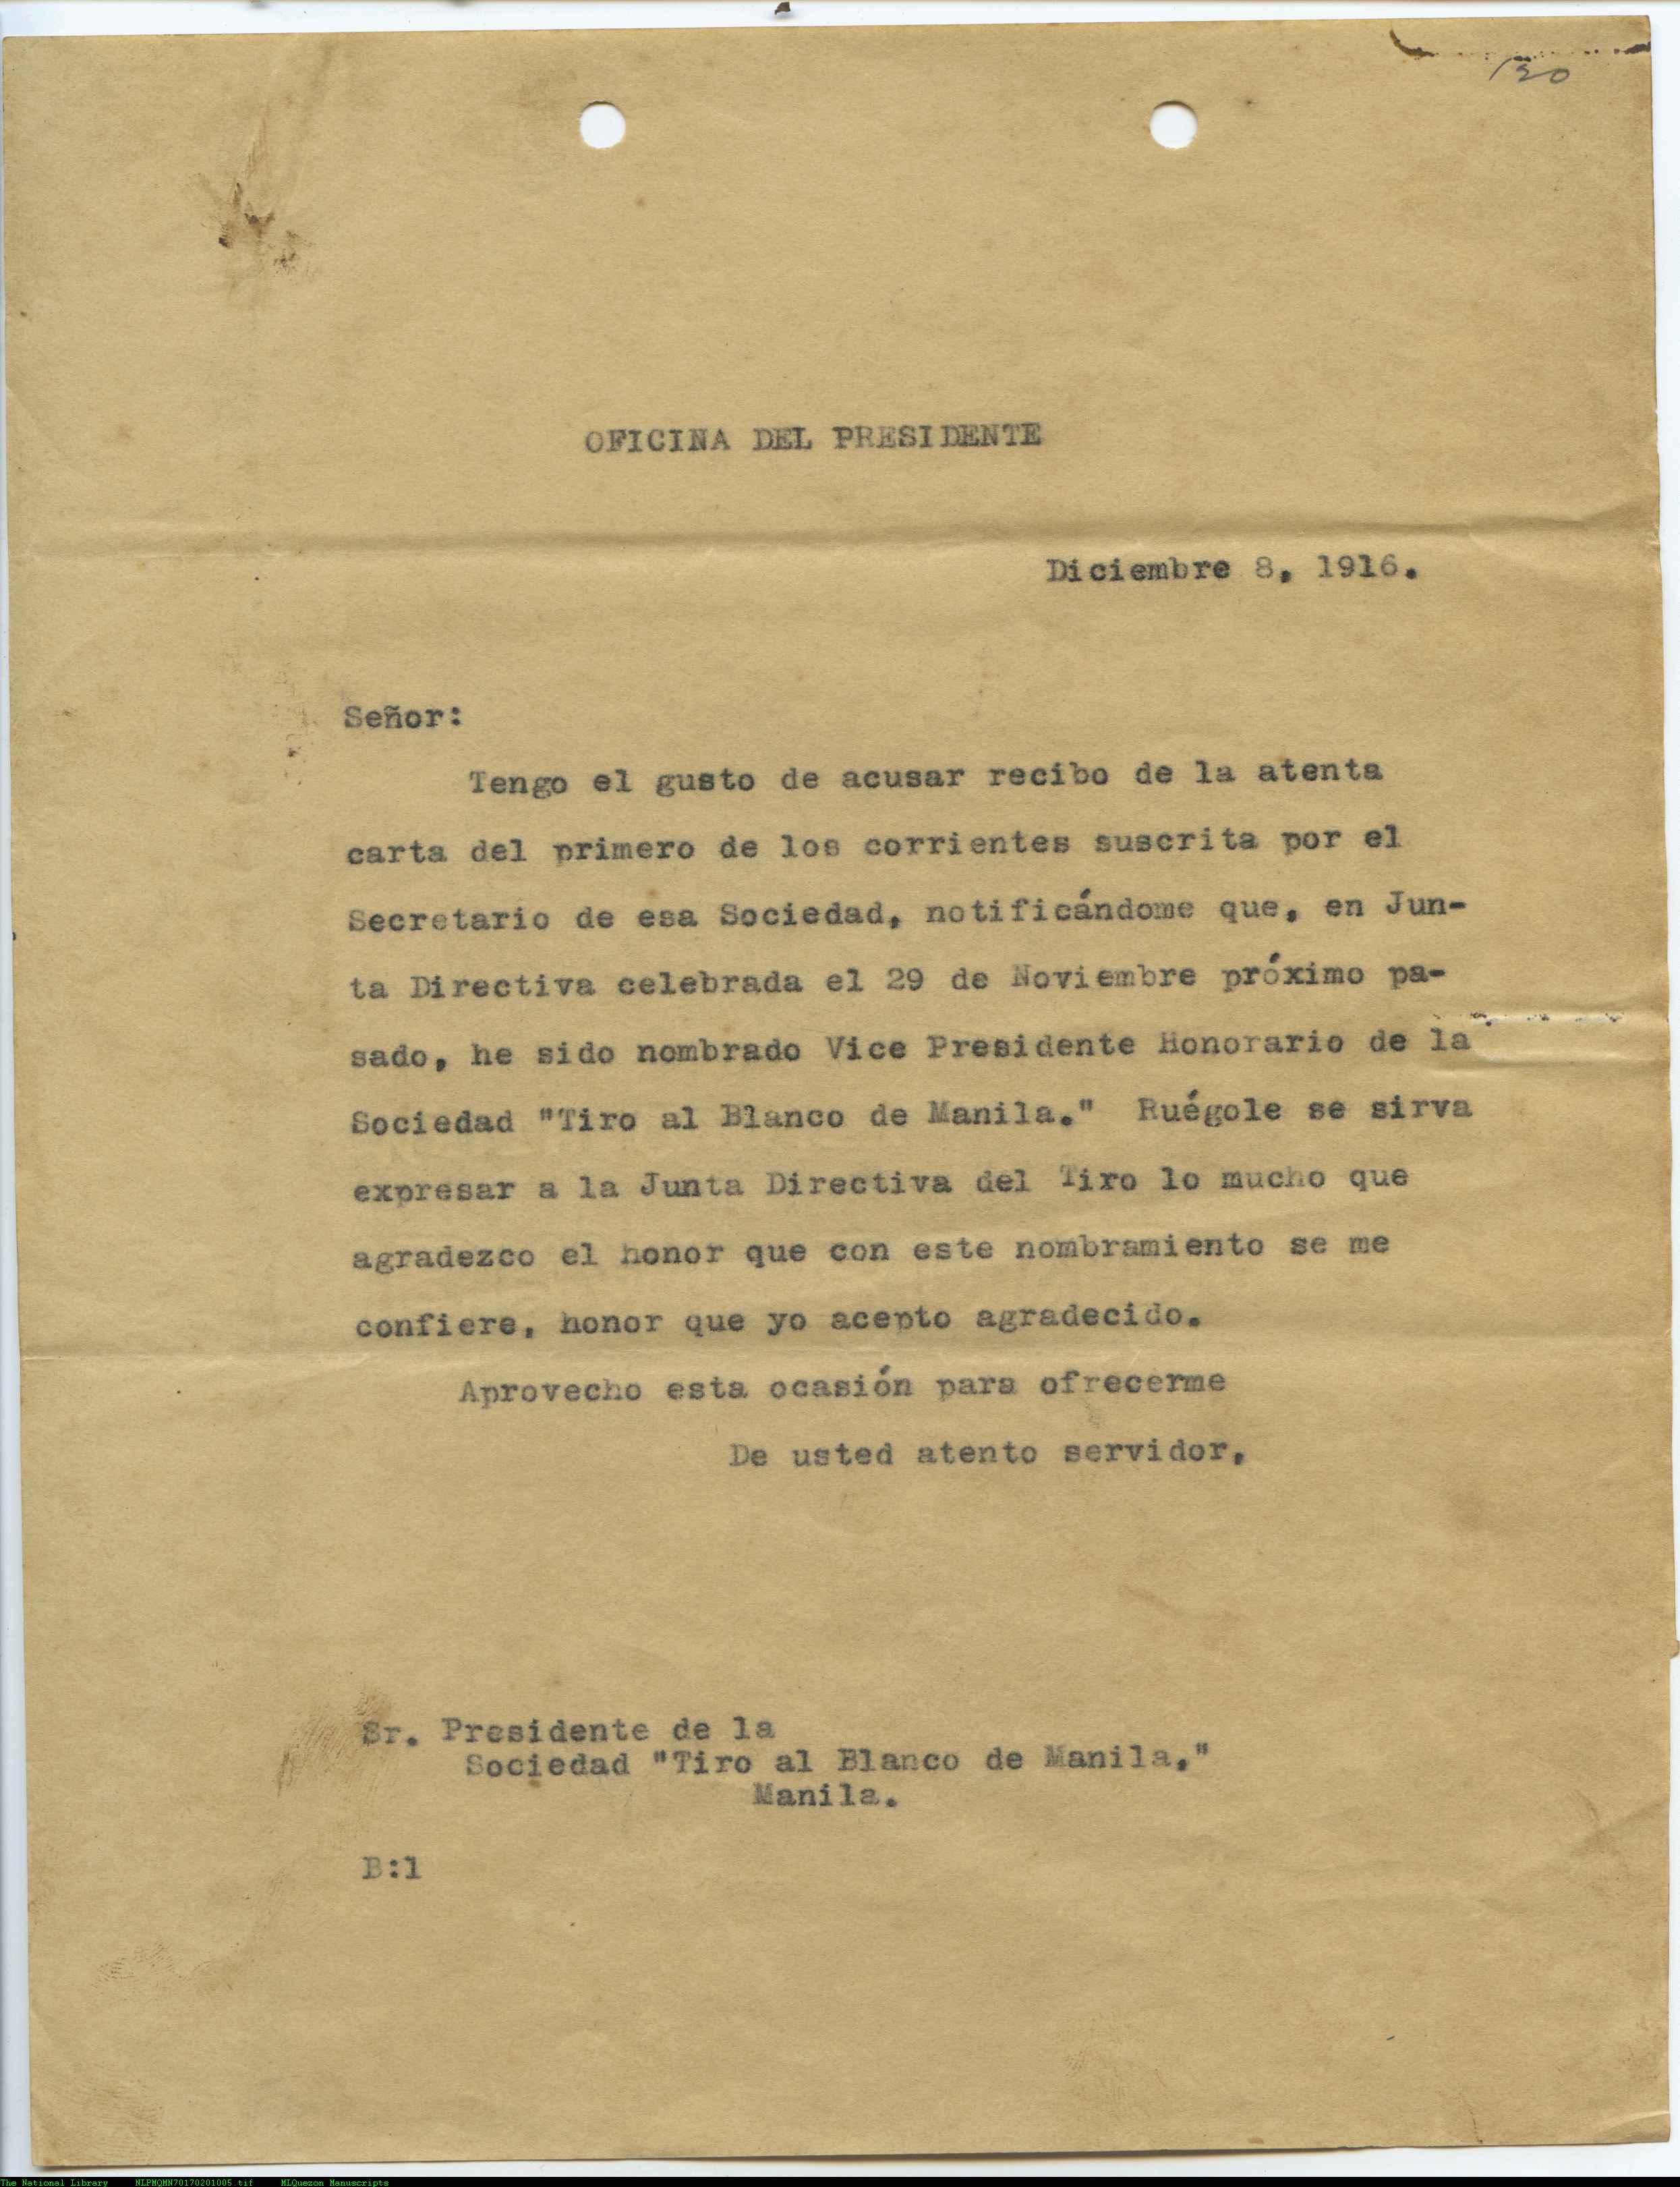 130
OFICINA DEL PRESIDENTE
Diciembre 8, 1916.
Señor:
Tengo el gusto de acusar recibo de la atenta
carta del primero de los corrientes suscrita por el
Secretario de esa Sociedad, notificándome que, en Jun-
ta Directiva celebrada el 29 de Noviembre próximo pa-
sado, he sido nombrado Vice Presidente Honorario de la
Sociedad "Tiro al Blanco de Manila." Ruégole se sirva
expresar a la Junta Directiva del Tiro lo mucho que
agradezco el honor que con este nombramiento se me
confiere, honor que yo acepto agradecido.
Aprovecho esta ocasión para ofrecerme
De usted atento servidor,
Sr. Presidente de la
Sociedad "Tiro al Blanco de Manila,"
Manila.
B:l
The National Library NLPMQMN70170201005.tif MLQuezon Manuscripts